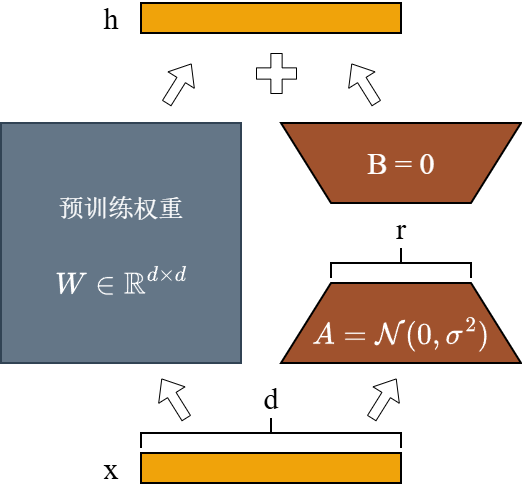 h
预训练权重
W ∈ ℝ^{d×d}
B = 0
r
A = 𝒩(0, σ²)
d
x